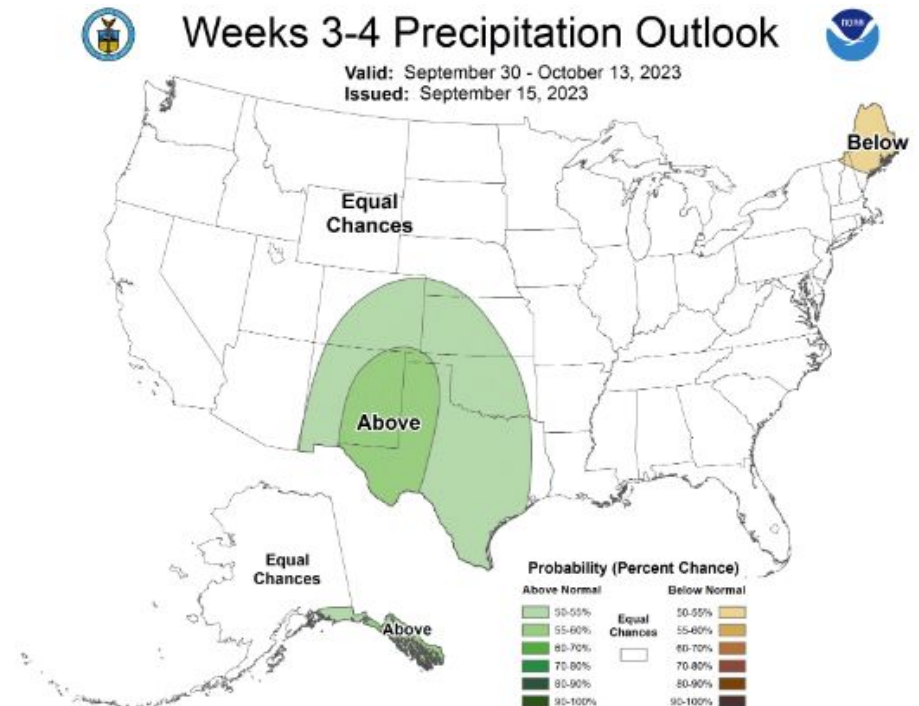 Weeks 3-4 Precipitation Outlook
NOAA
Valid: September 30 - October 13, 2023
Issued: September 15, 2023
Below
Equal
Chances
Above
Equal
Chances
Above
Probability (Percent Chance)
Above Normal
Below Normal
50-55%
55-60%
60-70%
70-80%
80-90%
90-100%
Equal
Chances
50-55%
55-60%
60-70%
70-80%
80-90%
90-100%